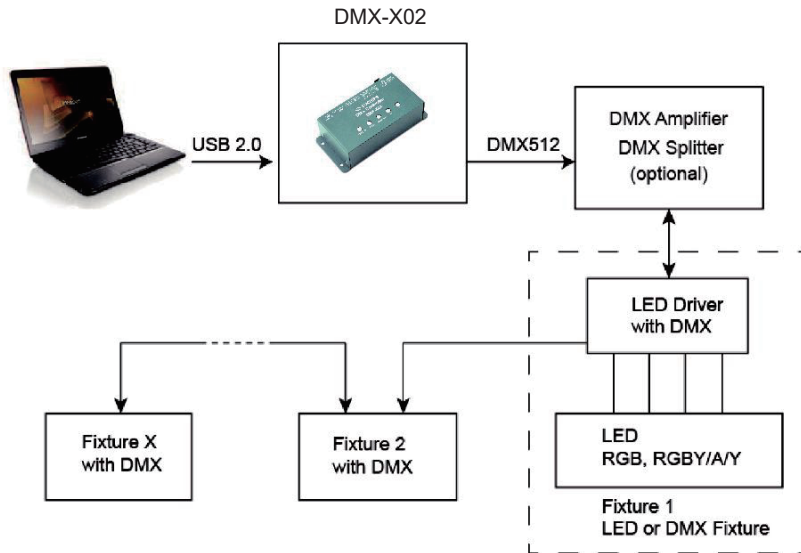 DMX-X02
USB 2.0
DMX512
DMX Amplifier
DMX Splitter
(optional)
LED Driver
with DMX
Fixture X
with DMX
Fixture 2
with DMX
LED
RGB, RGBY/A/Y
Fixture 1
LED or DMX Fixture